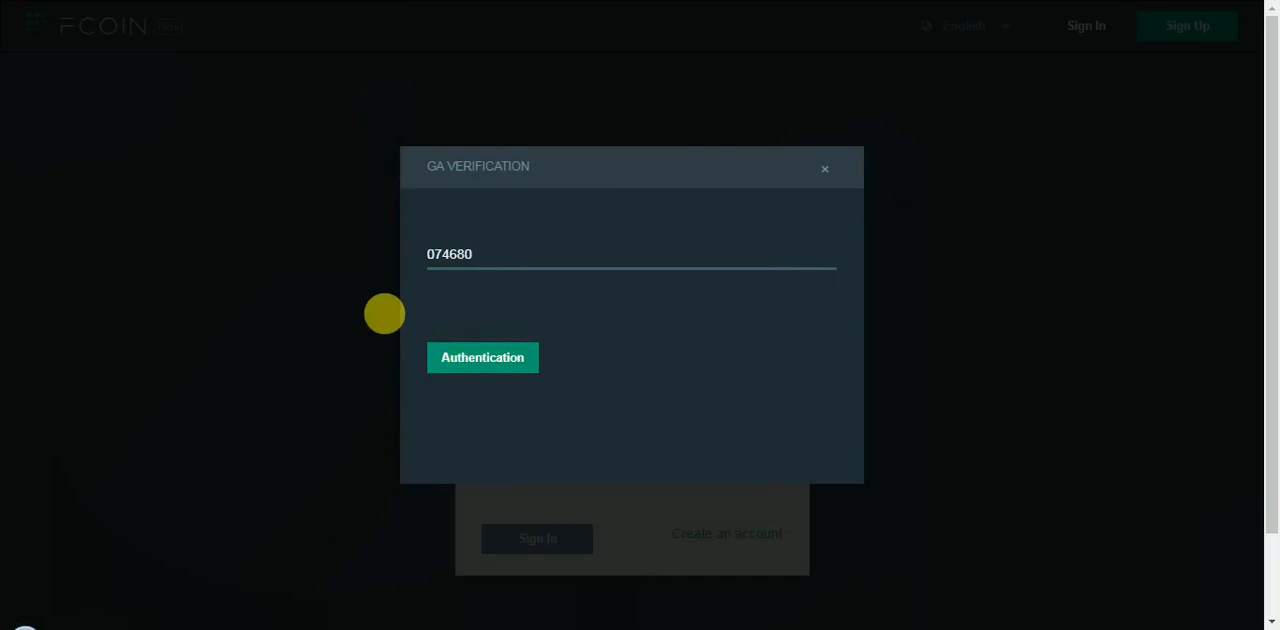 FCOIN
English
Sign In
Sign Up
GA VERIFICATION
×
074680
Authentication
Sign In
Create an account